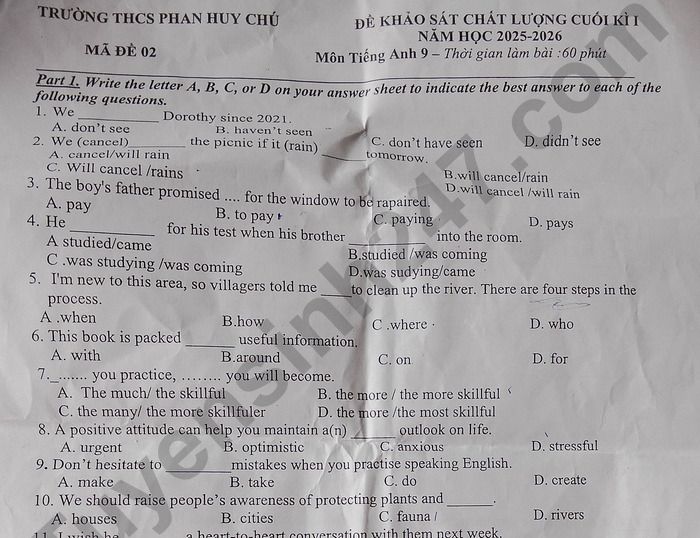 TRƯỜNG THCS PHAN HUY CHÚ
ĐỀ KHẢO SÁT CHẤT LƯỢNG CUỐI KÌ I
NĂM HỌC 2025-2026
MÃ ĐỀ 02
Môn Tiếng Anh 9 – Thời gian làm bài :60 phút
Part 1. Write the letter A, B, C, or D on your answer sheet to indicate the best answer to each of the
following questions.
1. We __________ Dorothy since 2021.
A. don't see B. haven't seen C. don't have seen D. didn't see
2. We (cancel)__________ the picnic if it (rain) ______tomorrow.
A. cancel/will rain B.will cancel/rain
C. Will cancel /rains D.will cancel /will rain
3. The boy's father promised .... for the window to be rapaired.
A. pay B. to pay C. paying D. pays
4. He __________ for his test when his brother __________ into the room.
A studied/came B.studied /was coming
C .was studying /was coming D.was sudying/came
5. I'm new to this area, so villagers told me ____to clean up the river. There are four steps in the
process.
A .when B.how C .where D. who
6. This book is packed ______ useful information.
A. with B.around C. on D. for
7._....... you practice, …….. you will become.
A. The much/ the skillful B. the more / the more skillful
C. the many/ the more skillfuler D. the more /the most skillful
8. A positive attitude can help you maintain a(n) ______ outlook on life.
A. urgent B. optimistic C. anxious D. stressful
9. Don't hesitate to ________mistakes when you practise speaking English.
A. make B. take C. do D. create
10. We should raise people's awareness of protecting plants and ______.
A. houses B. cities C. fauna D. rivers
11. I wish he ________ a heart-to-heart conversation with them next week.
tuyensinh247.com